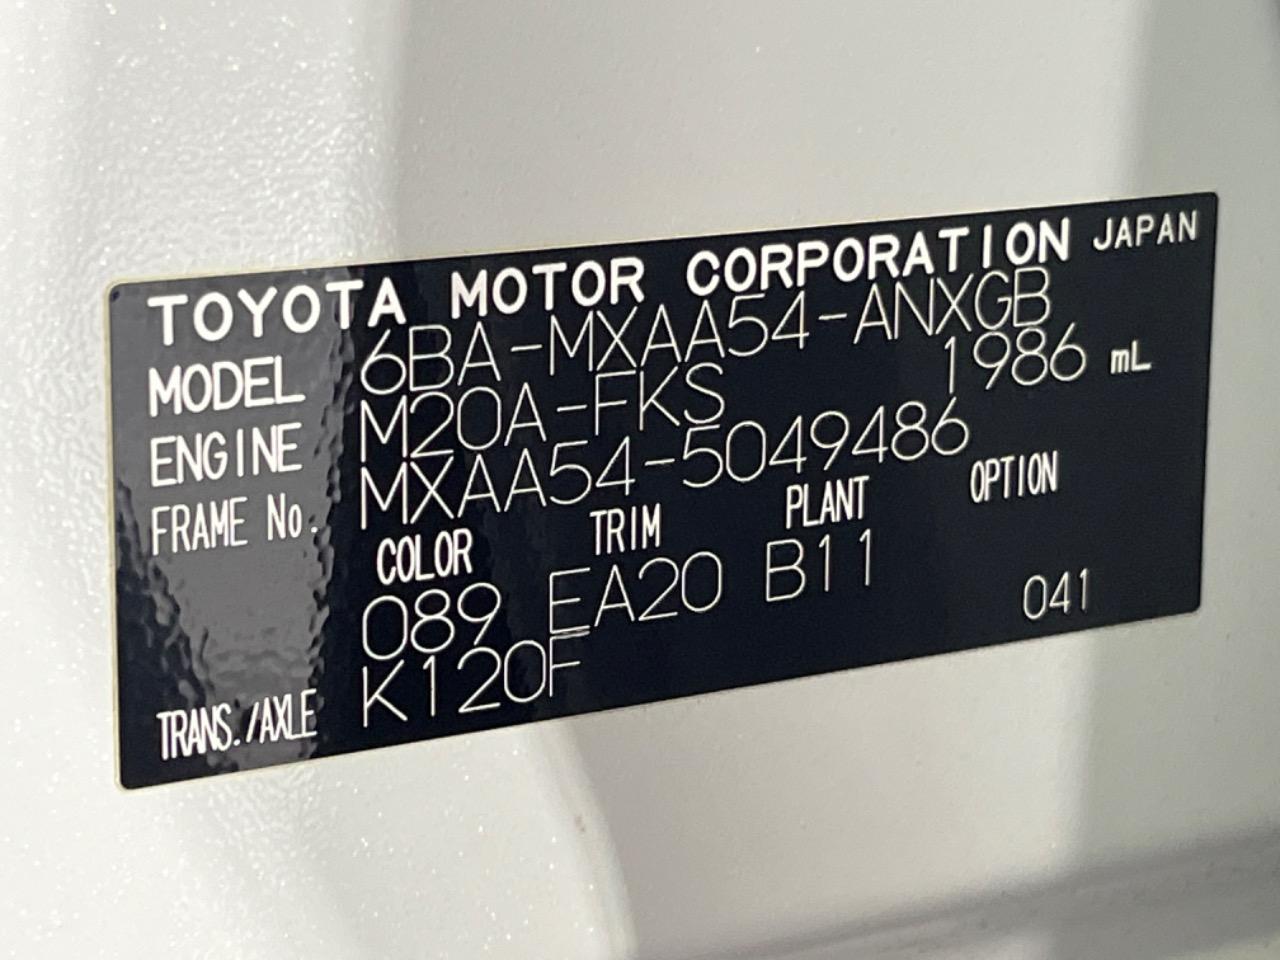 TOYOTA MOTOR CORPORATION JAPAN
MODEL 6BA-MXAA54-ANXGB
ENGINE M20A-FKS 1986 mL
FRAME No. MXAA54-5049486
COLOR TRIM PLANT OPTION
089 EA20 B11
041
TRANS./AXLE K120F